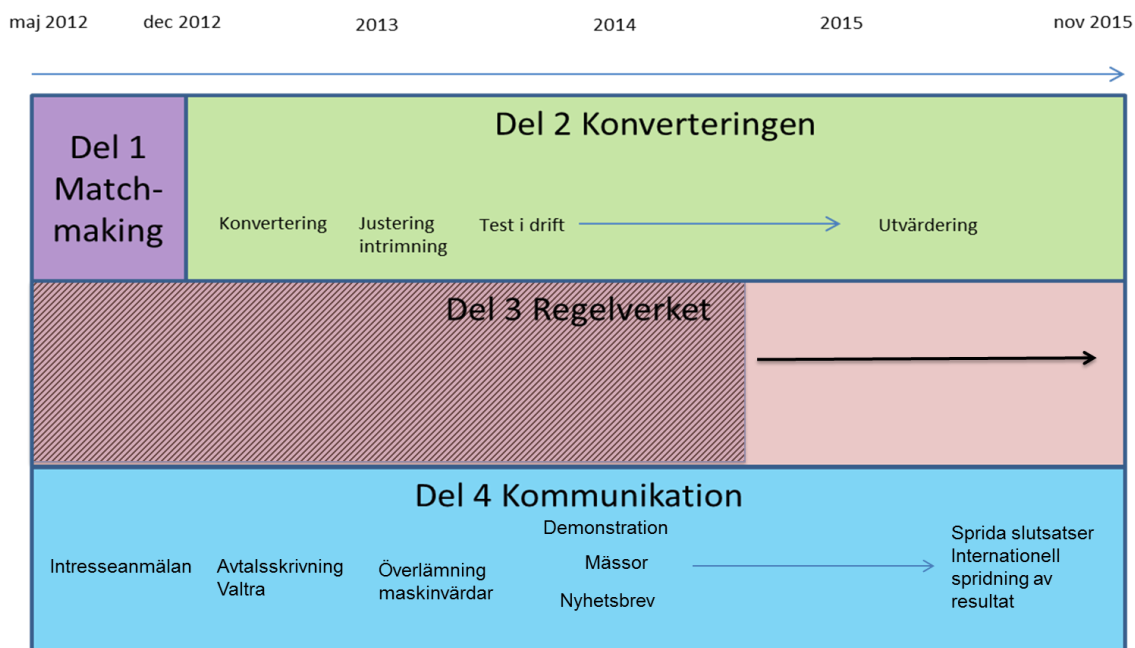 maj 2012 dec 2012 2013 2014 2015 nov 2015
Del 1
Match-
making
Del 2 Konverteringen
Konvertering
Justering
intrimning
Test i drift
Utvärdering
Del 3 Regelverket
Del 4 Kommunikation
Intresseanmälan
Avtalsskrivning
Valtra
Överlämning
maskinvärdar
Demonstration
Mässor
Nyhetsbrev
Sprida slutsatser
Internationell
spridning av
resultat